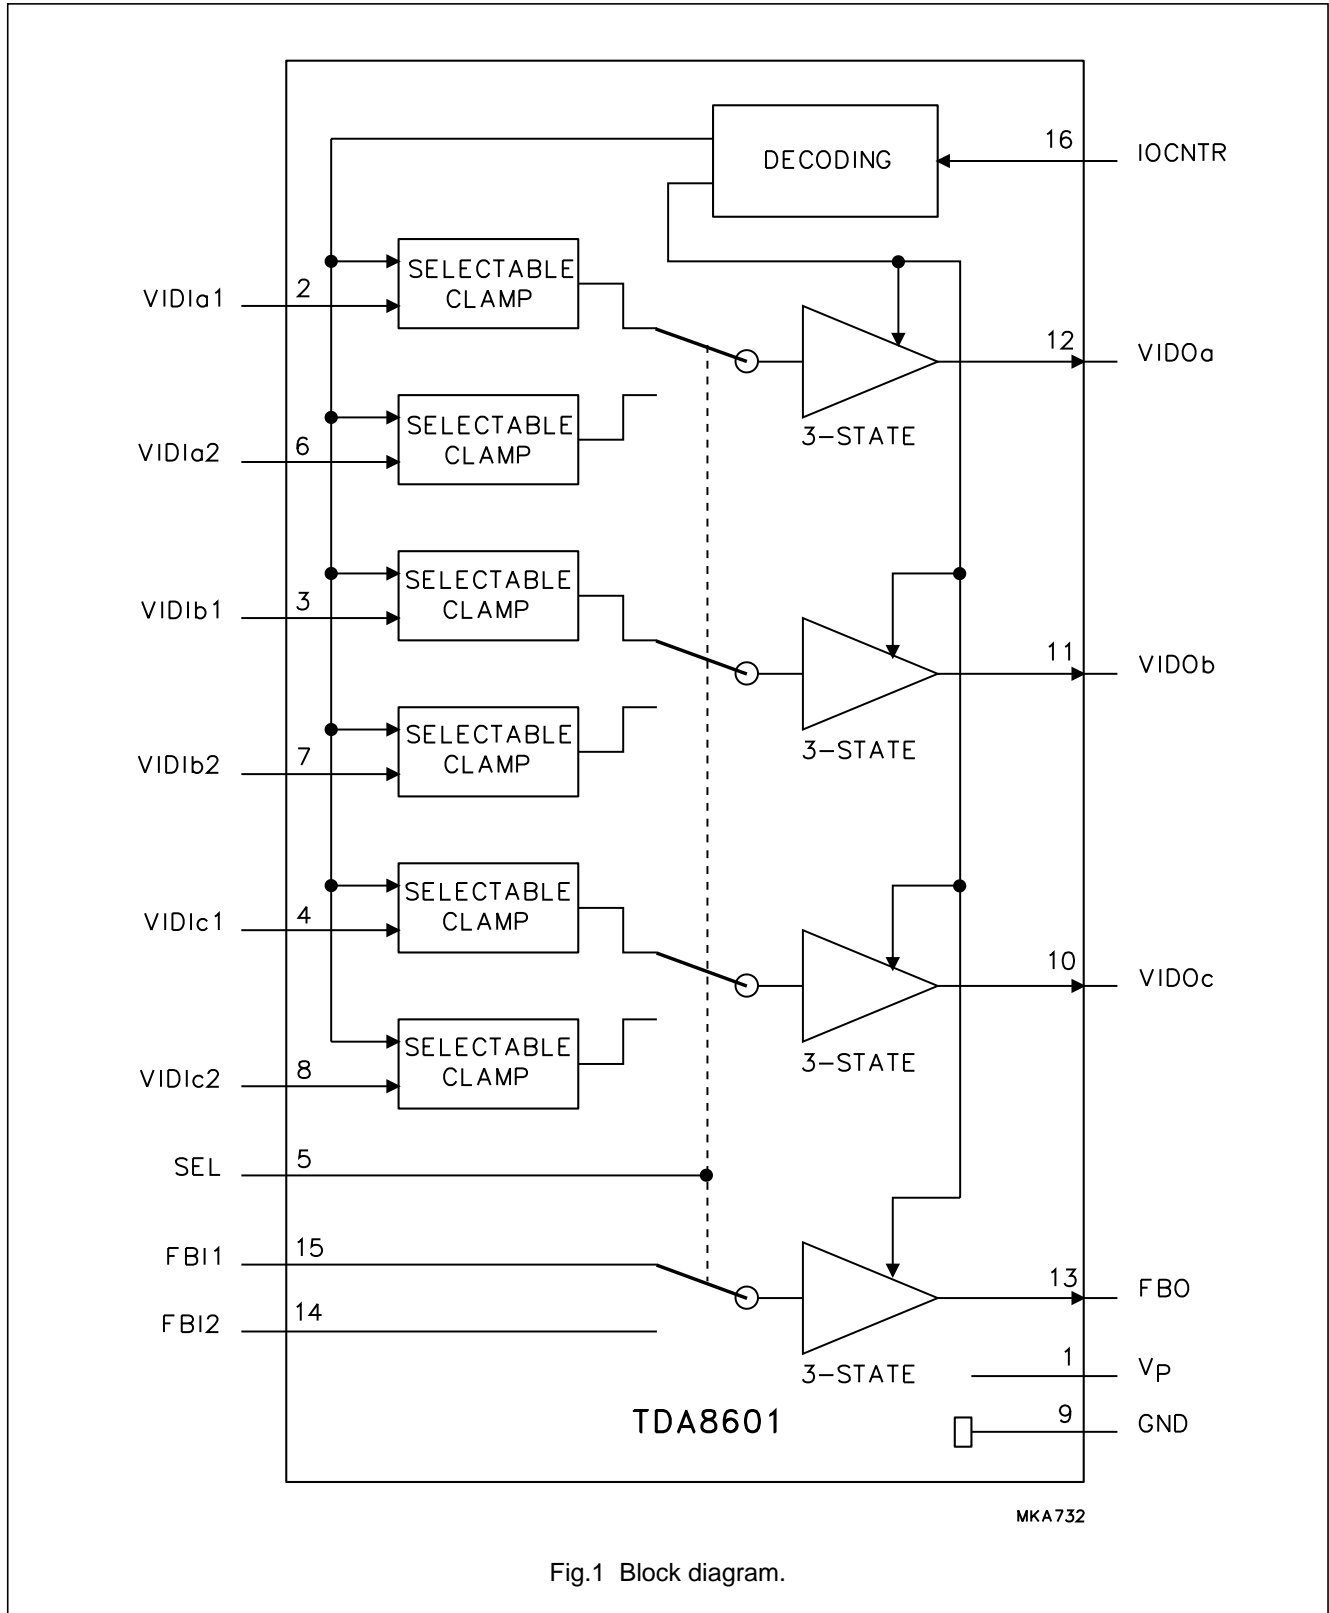 DECODING
16
IOCNTR
SELECTABLE
CLAMP
VIDIa1
2
12
VIDOa
3-STATE
SELECTABLE
CLAMP
VIDIa2
6
SELECTABLE
CLAMP
VIDIb1
3
11
VIDOb
3-STATE
SELECTABLE
CLAMP
VIDIb2
7
SELECTABLE
CLAMP
VIDIc1
4
10
VIDOc
3-STATE
SELECTABLE
CLAMP
VIDIc2
8
SEL
5
FBI1
15
13
FBO
FBI2
14
3-STATE
1
VP
TDA8601
9
GND
MKA732
Fig.1 Block diagram.